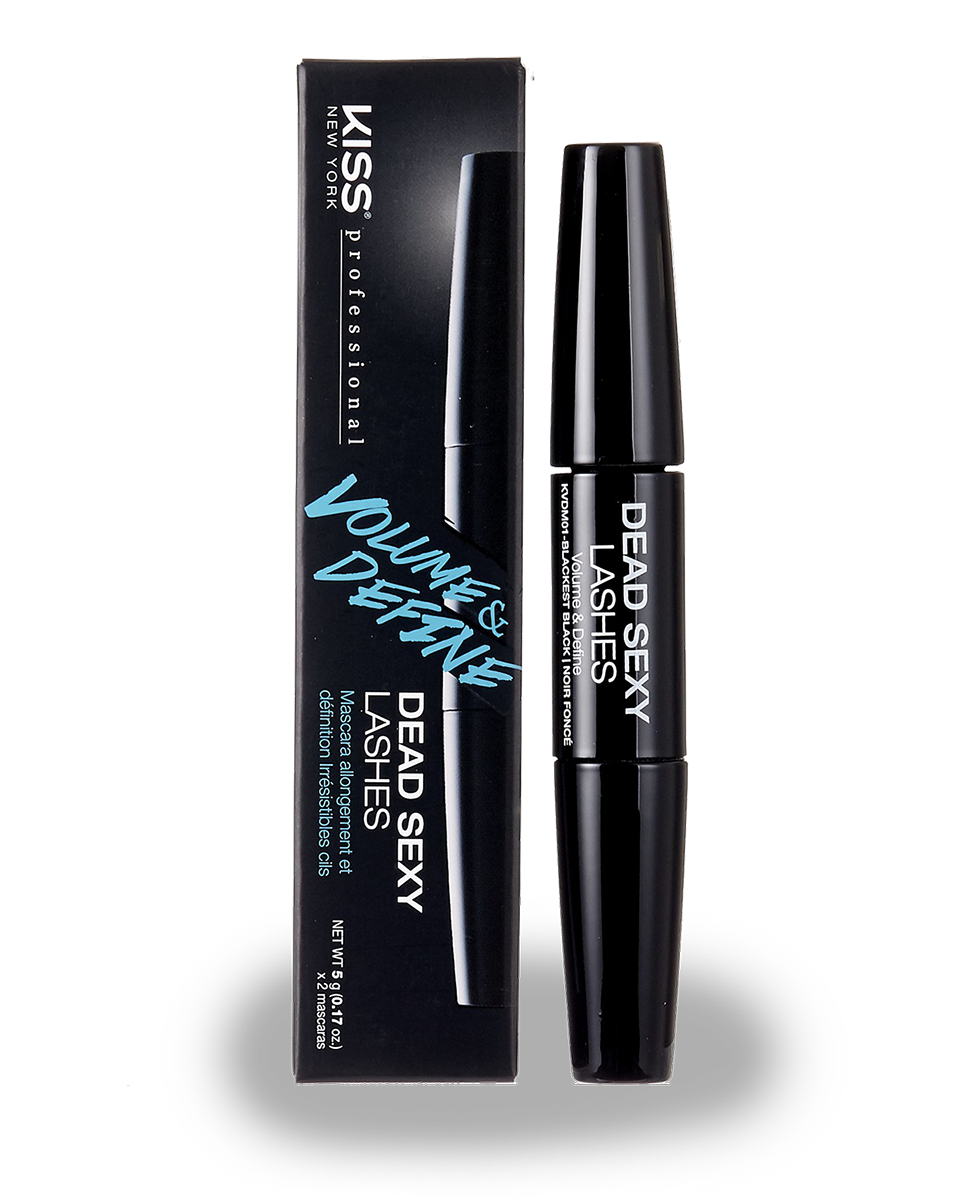 KISS®
NEW YORK
professional
VOLUME &
DEFINE
DEAD SEXY
LASHES
Mascara allongement et
définition Irrésistibles cils
NET WT 5 g (0.17 oz.)
x 2 mascaras
DEAD SEXY
LASHES
Volume & Define
KVDM01-BLACKEST BLACK | NOIR FONCÉ